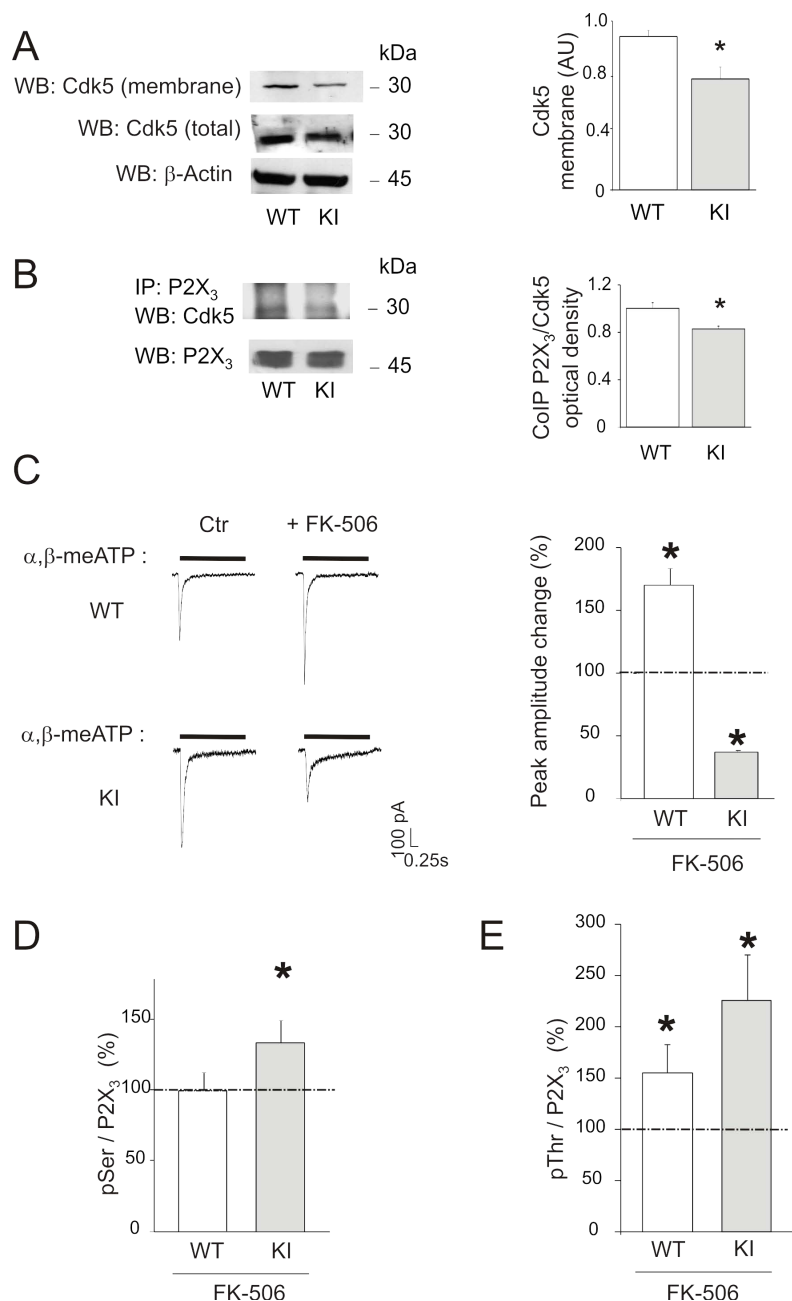 A
kDa
WB: Cdk5 (membrane)
– 30
WB: Cdk5 (total)
– 30
WB: β-Actin
– 45
WT KI
Cdk5
membrane (AU)
1.0
0.8
0.4
0
*
WT KI
B
kDa
IP: P2X₃
WB: Cdk5
– 30
WB: P2X₃
– 45
WT KI
CoIP P2X₃/Cdk5
optical density
1.2
0.8
0.4
0
*
WT KI
C
Ctr + FK-506
α,β-meATP :
WT
α,β-meATP :
KI
100 pA
0.25s
Peak amplitude change (%)
200
150
100
50
0
*
*
WT KI
FK-506
D
pSer / P2X₃ (%)
150
100
50
0
*
WT KI
FK-506
E
pThr / P2X₃ (%)
300
250
200
150
100
50
0
*
*
WT KI
FK-506